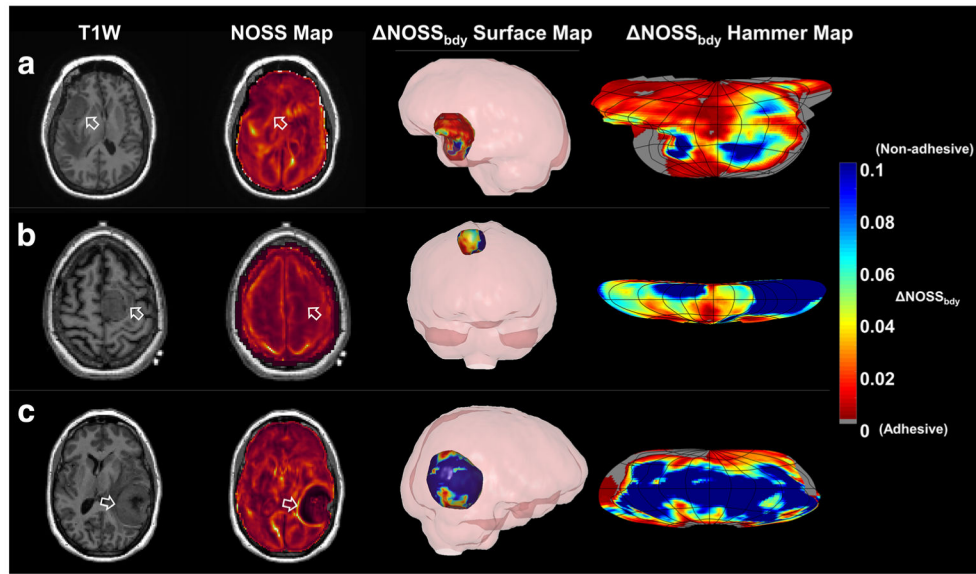 T1W
NOSS Map
ΔNOSSbdy Surface Map
ΔNOSSbdy Hammer Map
a
(Non-adhesive)
0.1
0.08
0.06
ΔNOSSbdy
0.04
0.02
0 (Adhesive)
b
c